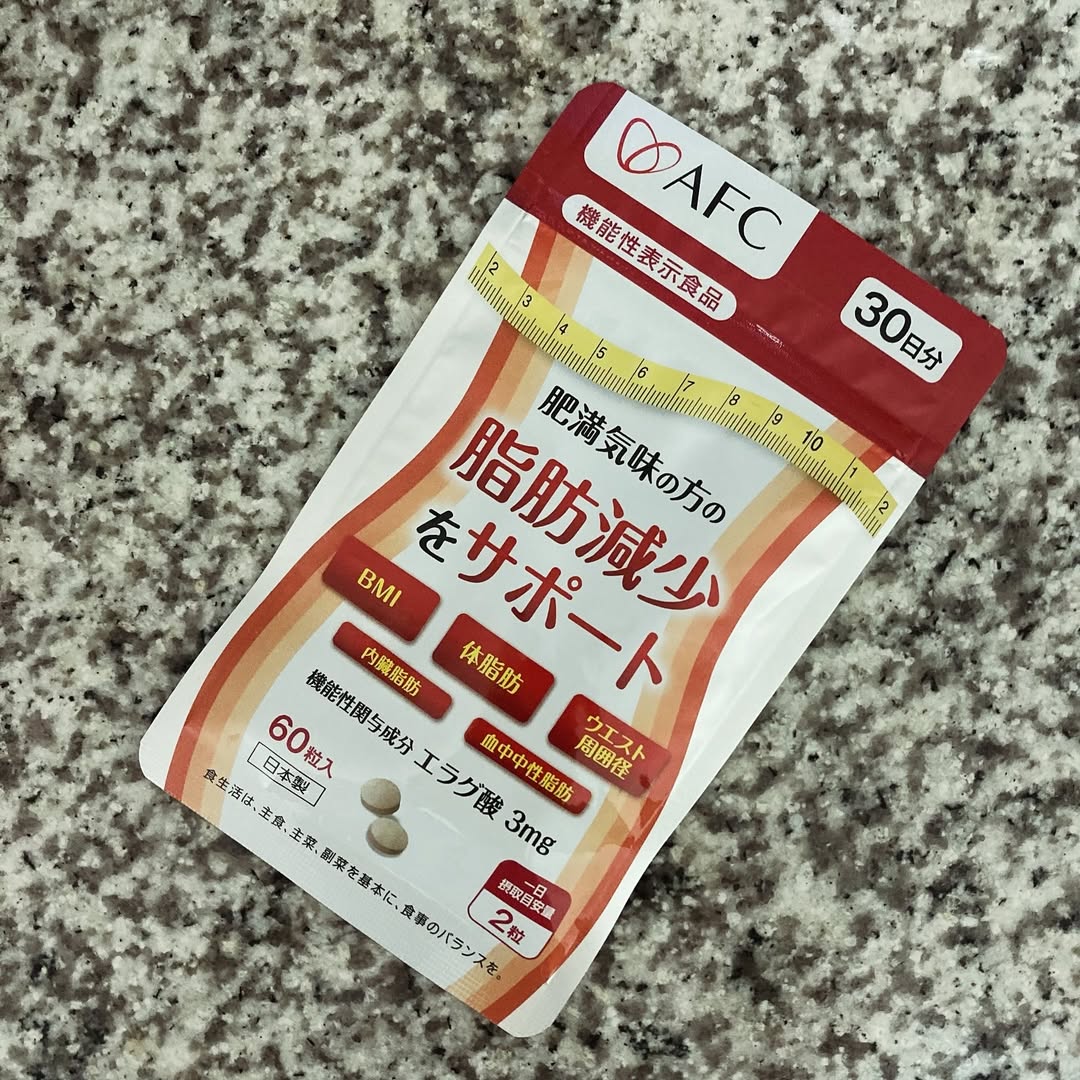 AFC
機能性表示食品
30日分
2 3 4 5 6 7 8 9 10 1 2
肥満気味の方の
脂肪減少
をサポート
BMI
体脂肪
ウエスト
周囲径
内臓脂肪
血中中性脂肪
機能性関与成分 エラグ酸 3mg
60粒入
日本製
一日
摂取目安量
2粒
食生活は、主食、主菜、副菜を基本に、食事のバランスを。